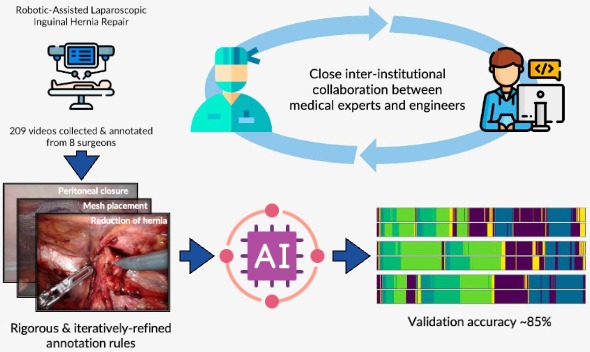 Robotic-Assisted Laparoscopic
Inguinal Hernia Repair
209 videos collected & annotated
from 8 surgeons
Close inter-institutional
collaboration between
medical experts and engineers
</>
Peritoneal closure
Mesh placement
Reduction of hernia
AI
Rigorous & iteratively-refined
annotation rules
Validation accuracy ~85%